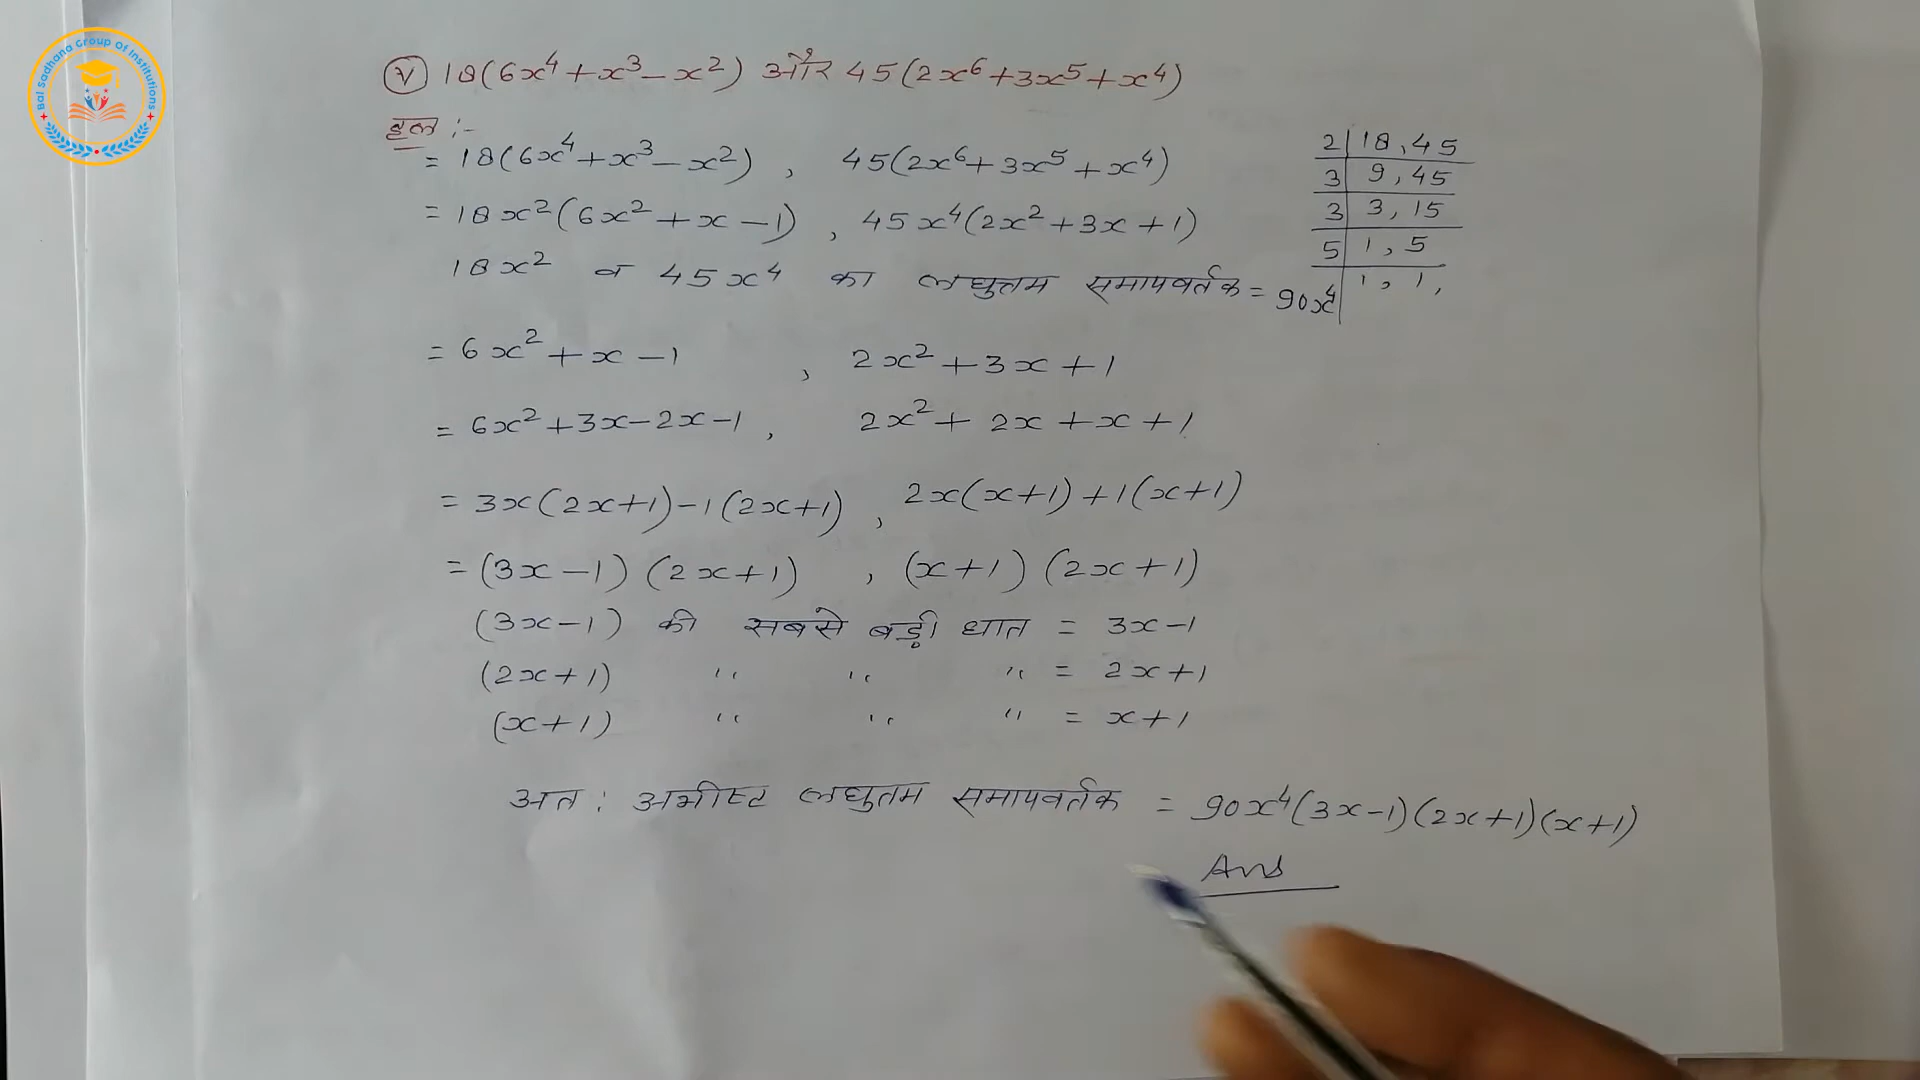 Bal Sadhana Group Of Institutions
(v) 18(6x⁴+x³-x²) और 45(2x⁶+3x⁵+x⁴)
हल :-
= 18(6x⁴+x³-x²) , 45(2x⁶+3x⁵+x⁴)
= 18x²(6x²+x-1) , 45x⁴(2x²+3x+1)
18x² व 45x⁴ का लघुत्तम समापवर्तक = 90x⁴
2 | 18, 45
3 | 9, 45
3 | 3, 15
5 | 1, 5
| 1, 1,
= 6x²+x-1 , 2x²+3x+1
= 6x²+3x-2x-1 , 2x²+2x+x+1
= 3x(2x+1)-1(2x+1) , 2x(x+1)+1(x+1)
= (3x-1)(2x+1) , (x+1)(2x+1)
(3x-1) की सबसे बड़ी घात = 3x-1
(2x+1) " " " = 2x+1
(x+1) " " " = x+1
अत: अभीष्ट लघुतम समापवर्तक = 90x⁴(3x-1)(2x+1)(x+1)
Ans